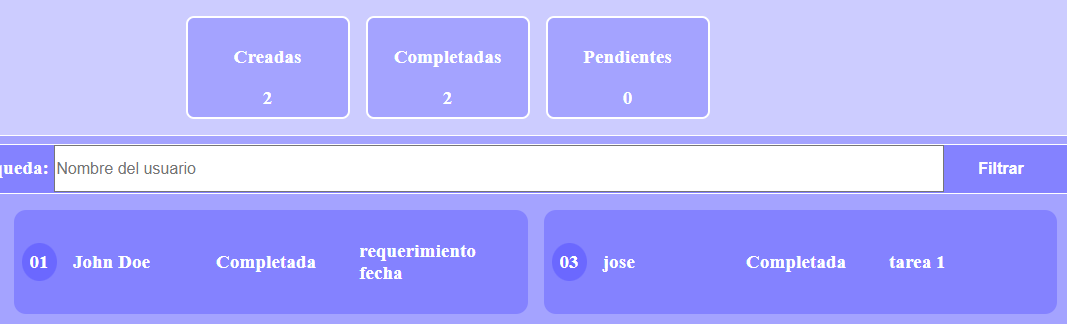 Creadas
Completadas
Pendientes
2
2
0
queda:
Nombre del usuario
Filtrar
01
John Doe
Completada
requerimiento
fecha
03
jose
Completada
tarea 1